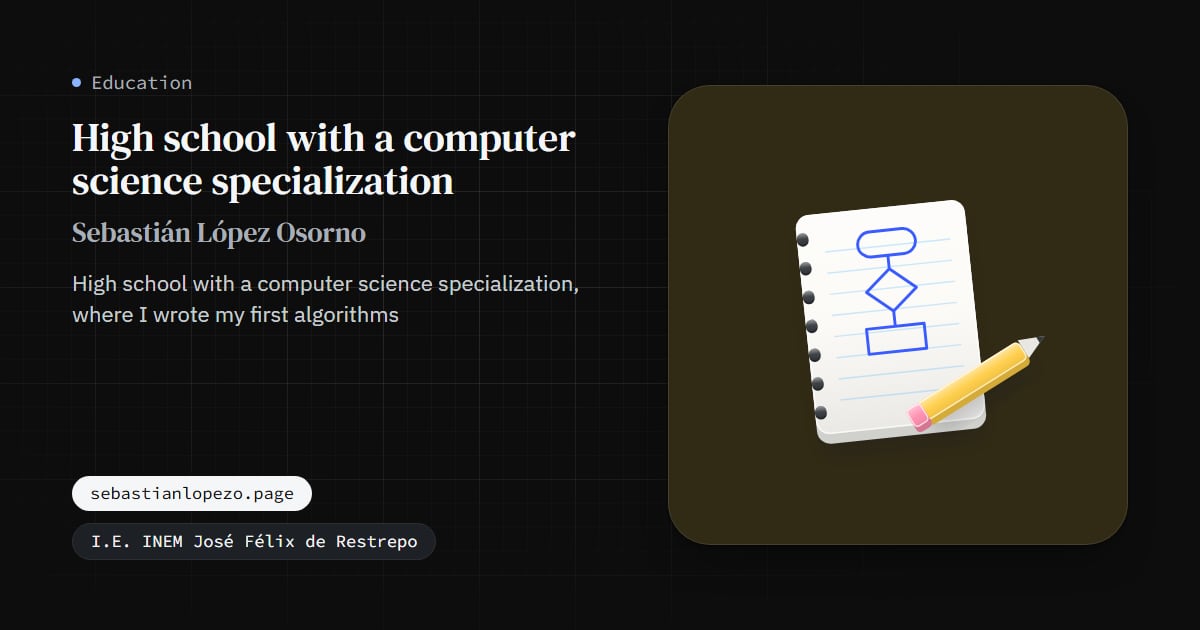 Education
High school with a computer
science specialization
Sebastián López Osorno
High school with a computer science specialization,
where I wrote my first algorithms
sebastianlopezo.page
I.E. INEM José Félix de Restrepo